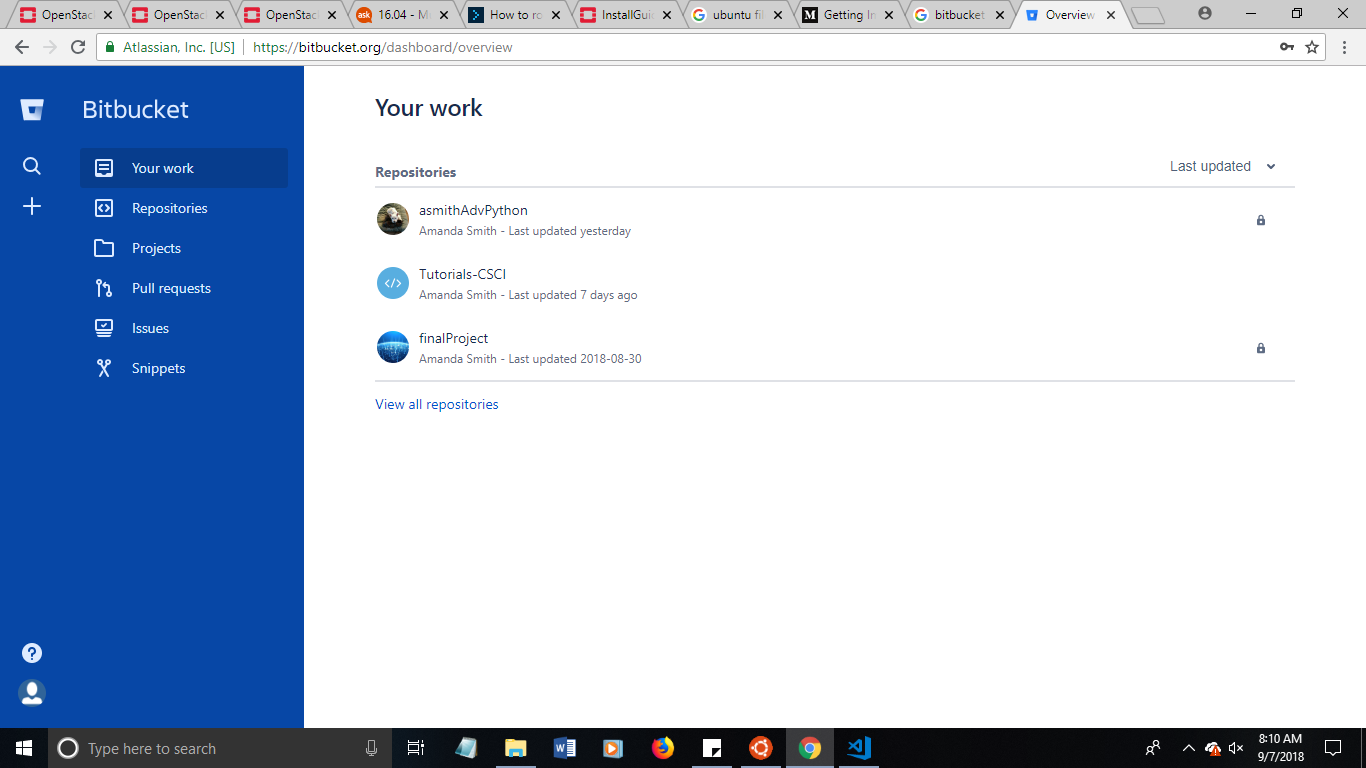 OpenStac
OpenStac
OpenStac
ask 16.04 - M
How to ro
InstallGui
ubuntu fil
M Getting In
bitbucket
Overview
Atlassian, Inc. [US]
https://bitbucket.org/dashboard/overview
Bitbucket
Your work
Repositories
Projects
Pull requests
Issues
Snippets
Your work
Repositories
Last updated
asmithAdvPython
Amanda Smith - Last updated yesterday
Tutorials-CSCI
Amanda Smith - Last updated 7 days ago
finalProject
Amanda Smith - Last updated 2018-08-30
View all repositories
Type here to search
8:10 AM
9/7/2018